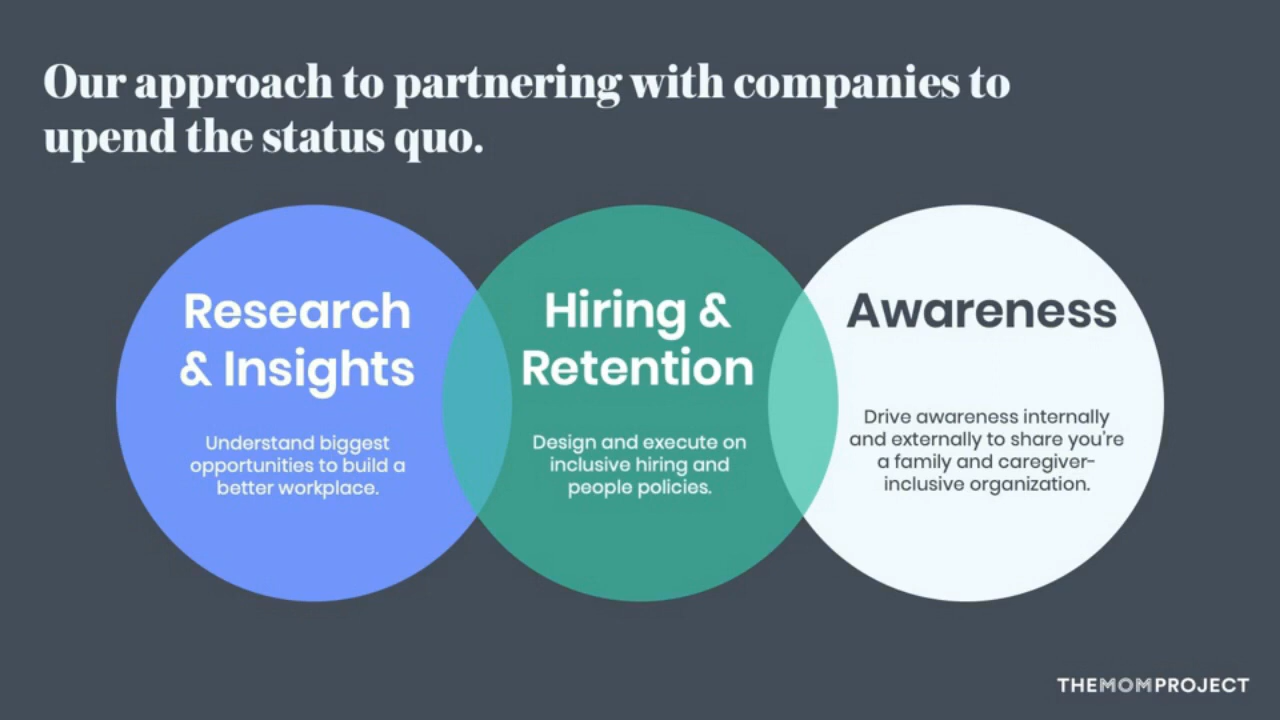 Our approach to partnering with companies to
upend the status quo.
Research
& Insights
Understand biggest
opportunities to build a
better workplace.
Hiring &
Retention
Design and execute on
inclusive hiring and
people policies.
Awareness
Drive awareness internally
and externally to share you're
a family and caregiver-
inclusive organization.
THEMOMPROJECT